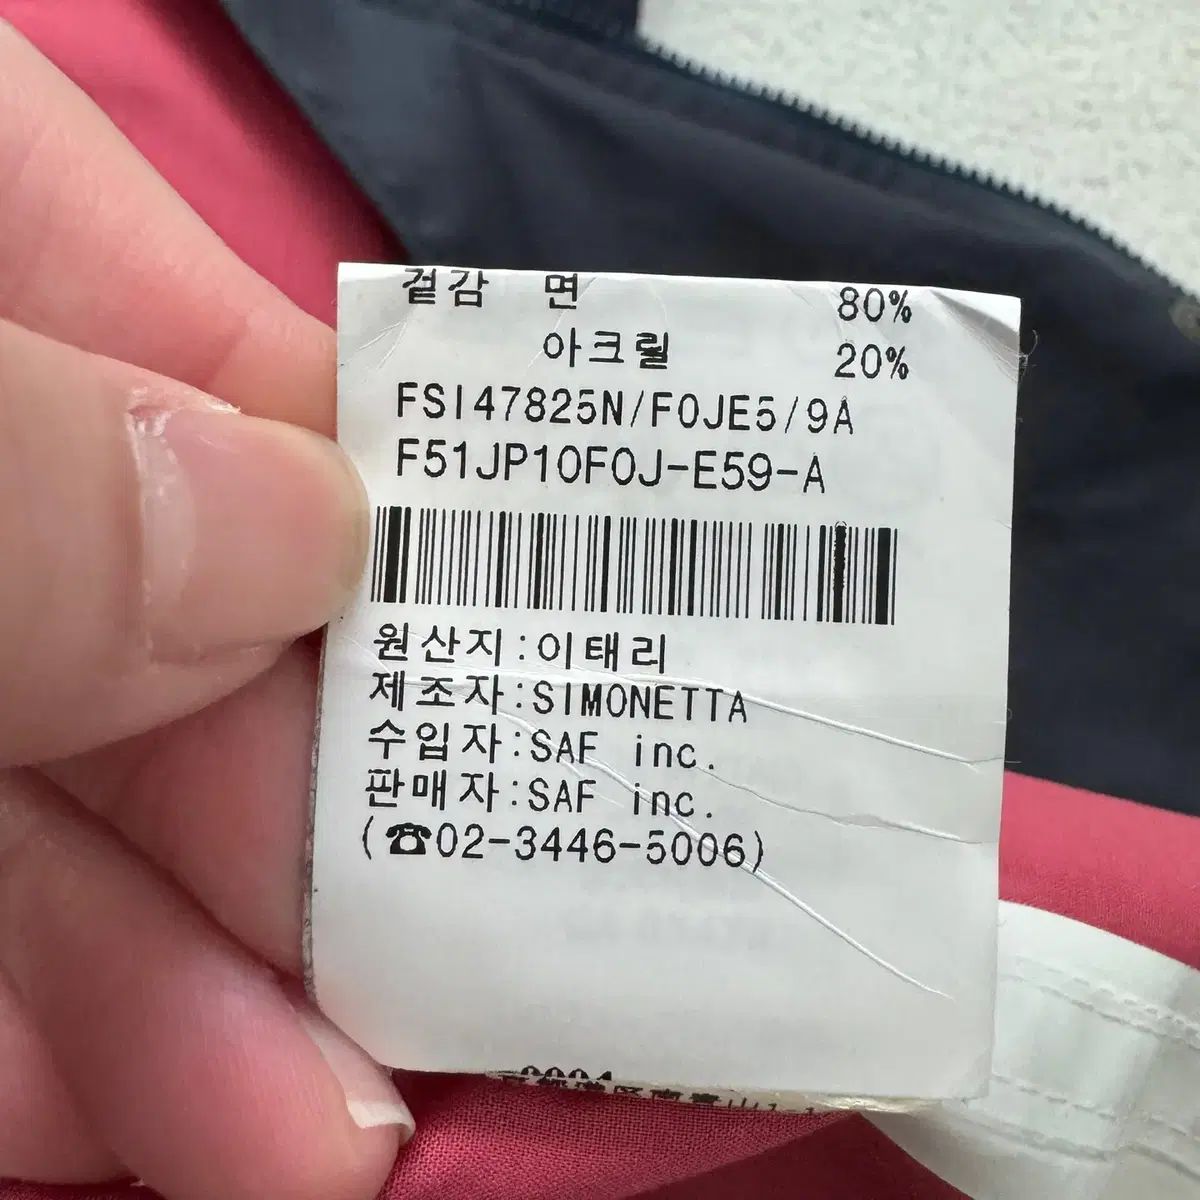 겉감 면 80%
아크릴 20%
FSI47825N/F0JE5/9A
F51JP10F0J-E59-A
원산지:이태리
제조자:SIMONETTA
수입자:SAF inc.
판매자:SAF inc.
(☎02-3446-5006)